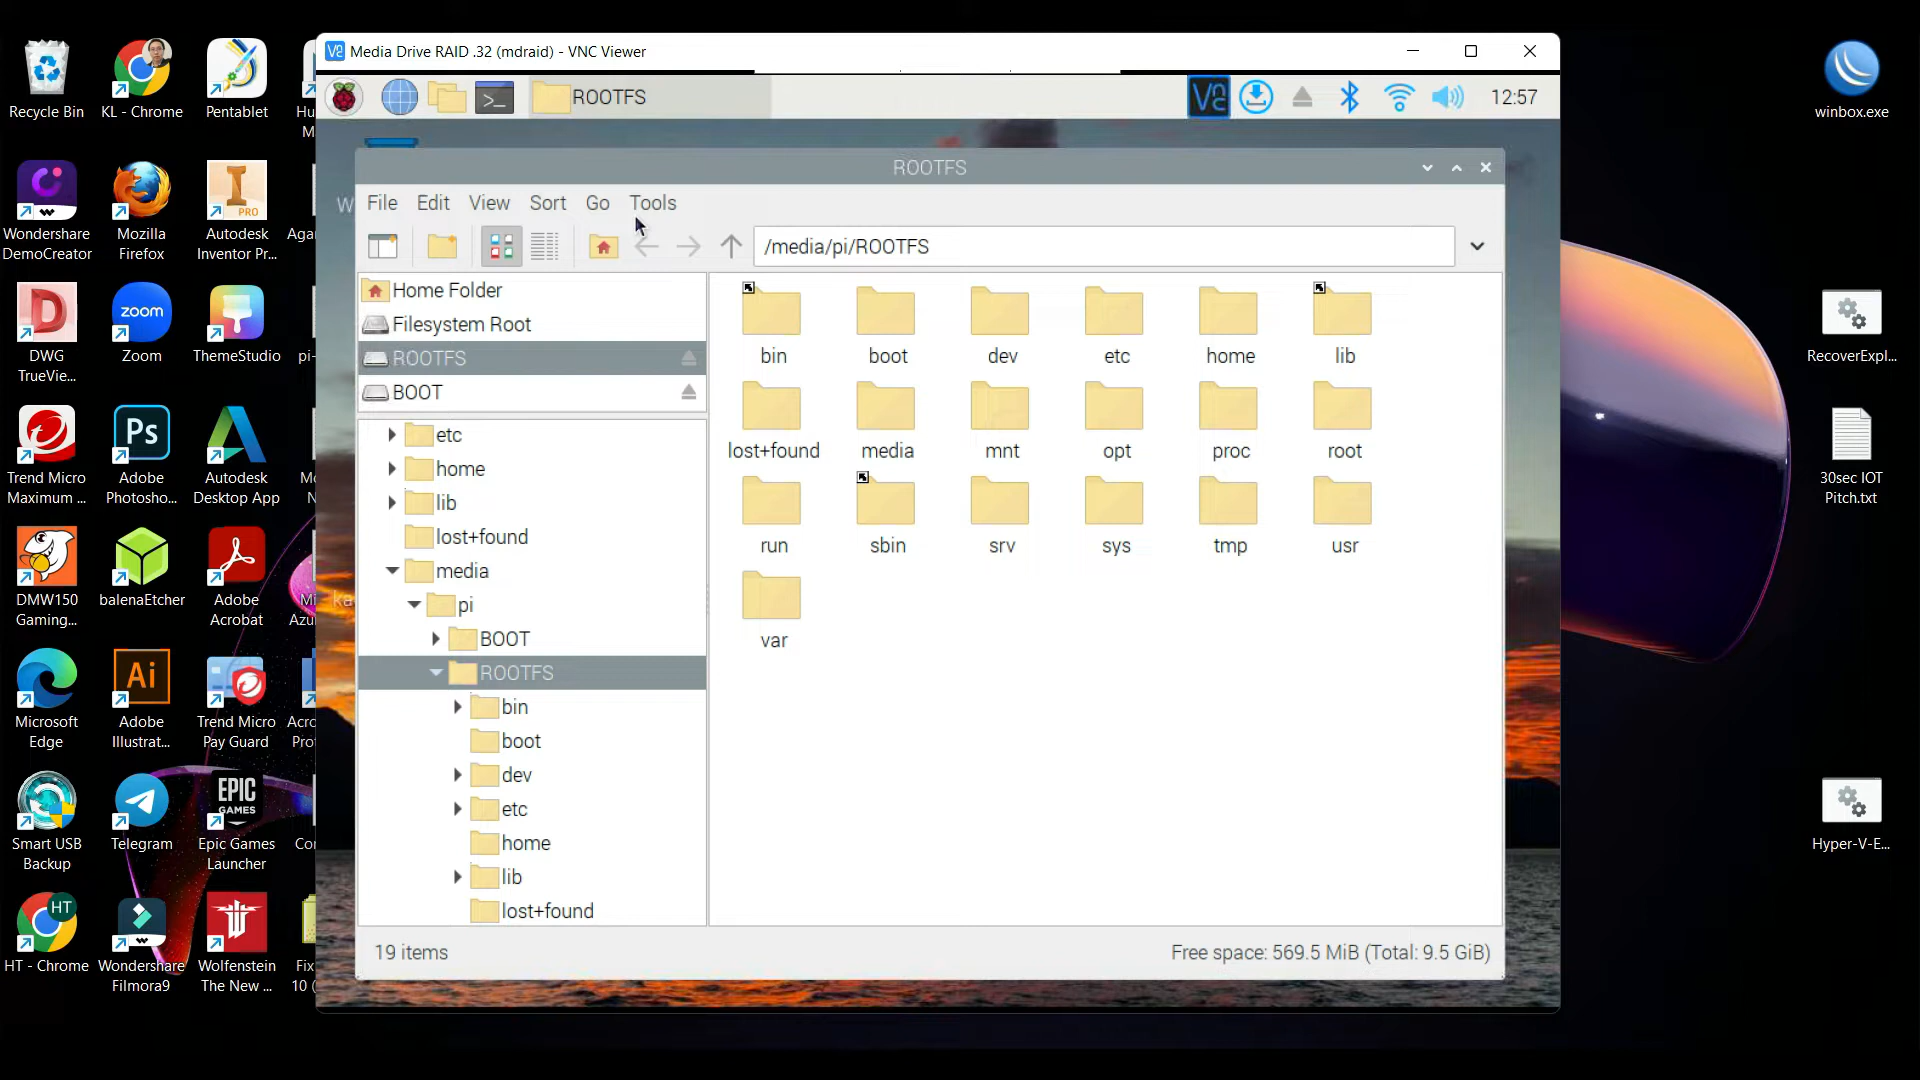 Recycle Bin
KL - Chrome
Pentablet
Wondershare
DemoCreator
Mozilla
Firefox
Autodesk
Inventor Pr...
DWG
TrueVie...
zoom
Zoom
ThemeStudio
Trend Micro
Maximum ...
Ps
Adobe
Photosho...
Autodesk
Desktop App
DMW150
Gaming...
balenaEtcher
Adobe
Acrobat
Microsoft
Edge
Ai
Adobe
Illustrat...
Trend Micro
Pay Guard
Smart USB
Backup
Telegram
EPIC
GAMES
Epic Games
Launcher
HT
HT - Chrome
Wondershare
Filmora9
Wolfenstein
The New ...
PRO
Media Drive RAID .32 (mdraid) - VNC Viewer
ROOTFS
12:57
ROOTFS
File Edit View Sort Go Tools
/media/pi/ROOTFS
Home Folder
Filesystem Root
ROOTFS
BOOT
etc
home
lib
lost+found
media
pi
BOOT
ROOTFS
bin
boot
dev
etc
home
lib
lost+found
bin boot dev etc home lib
lost+found media mnt opt proc root
run sbin srv sys tmp usr
var
19 items
Free space: 569.5 MiB (Total: 9.5 GiB)
winbox.exe
RecoverExpl...
30sec IOT
Pitch.txt
Hyper-V-E...